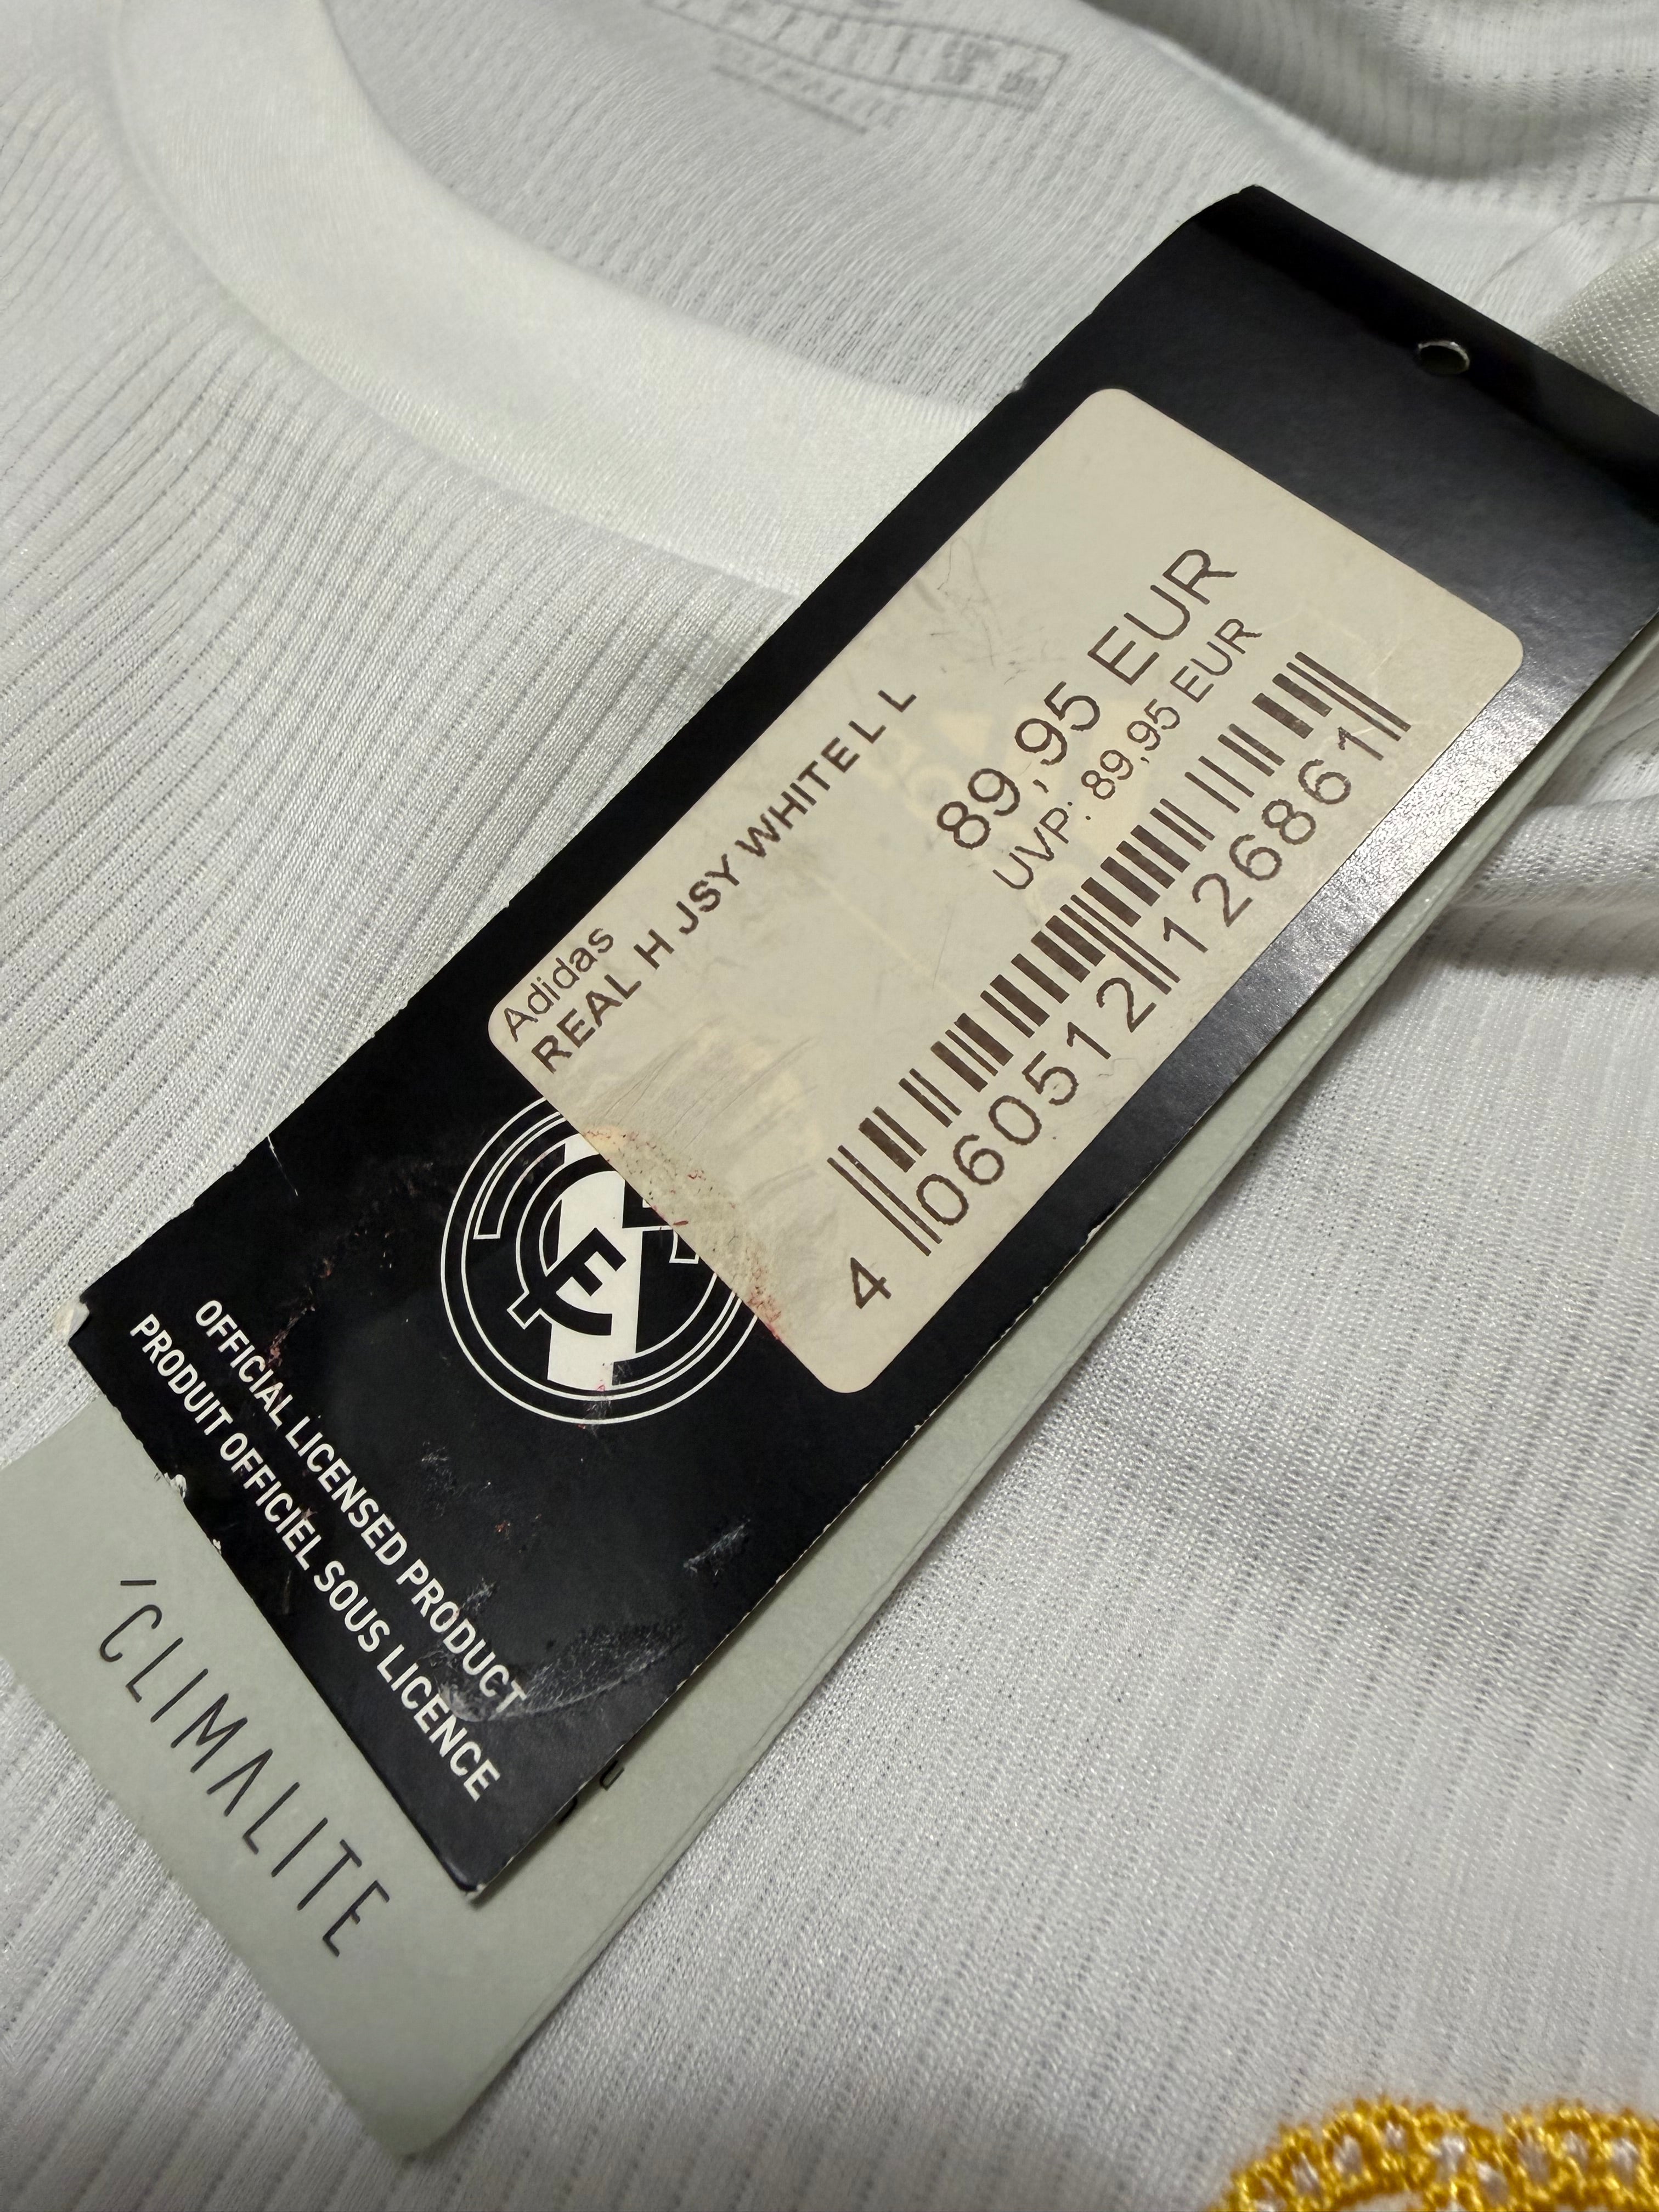 Adidas
REAL H JSY WHITE L L
89,95 EUR
UVP: 89,95 EUR
4 060512 126861
OFFICIAL LICENSED PRODUCT
PRODUIT OFFICIEL SOUS LICENCE
/CLIMALITE